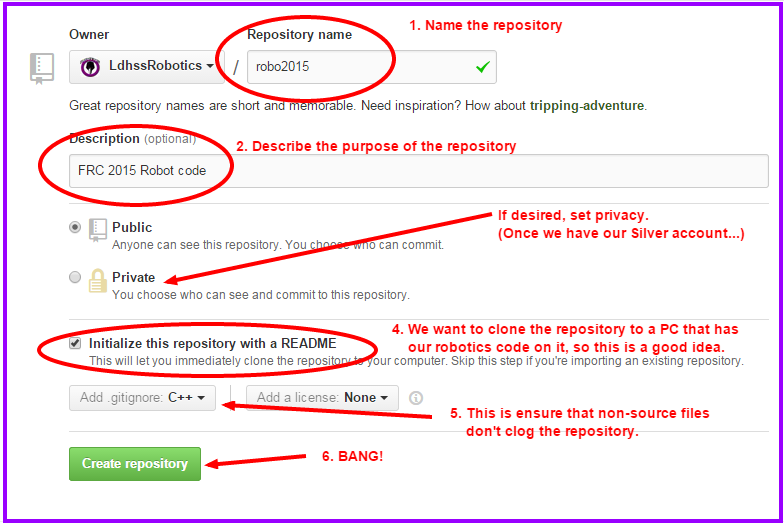 Owner
Repository name
1. Name the repository
LdhssRobotics
/
robo2015
Great repository names are short and memorable. Need inspiration? How about tripping-adventure.
Description (optional)
2. Describe the purpose of the repository
FRC 2015 Robot code
If desired, set privacy.
(Once we have our Silver account...)
Public
Anyone can see this repository. You choose who can commit.
Private
You choose who can see and commit to this repository.
Initialize this repository with a README
This will let you immediately clone the repository to your computer. Skip this step if you're importing an existing repository.
4. We want to clone the repository to a PC that has
our robotics code on it, so this is a good idea.
Add .gitignore: C++
Add a license: None
5. This is ensure that non-source files
don't clog the repository.
Create repository
6. BANG!